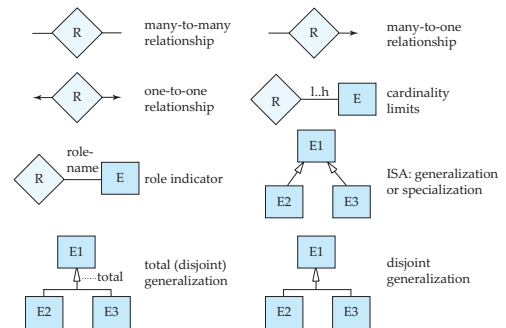 R
many-to-many
relationship
R
many-to-one
relationship
R
one-to-one
relationship
R
l..h
E
cardinality
limits
R
role-
name
E
role indicator
E1
E2
E3
ISA: generalization
or specialization
E1
total
E2
E3
total (disjoint)
generalization
E1
E2
E3
disjoint
generalization